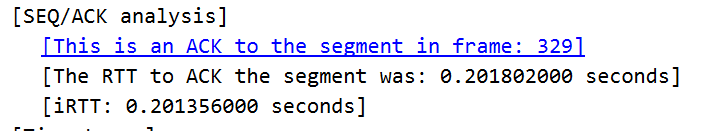 [SEQ/ACK analysis]
[This is an ACK to the segment in frame: 329]
[The RTT to ACK the segment was: 0.201802000 seconds]
[iRTT: 0.201356000 seconds]